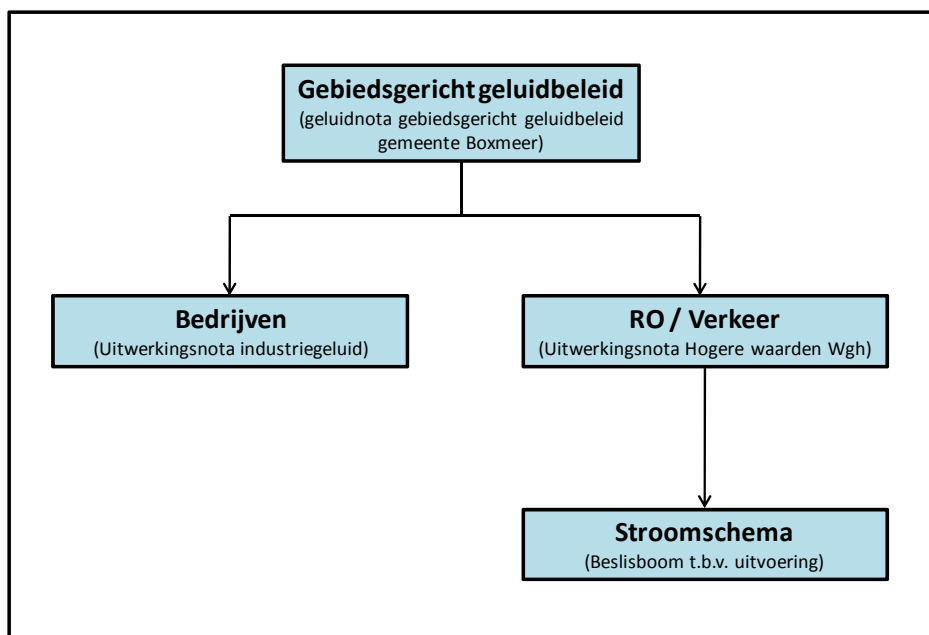 Gebiedsgericht geluidbeleid
(geluidnota gebiedsgericht geluidbeleid
gemeente Boxmeer)
Bedrijven
(Uitwerkingsnota industriegeluid)
RO / Verkeer
(Uitwerkingsnota Hogere waarden Wgh)
Stroomschema
(Beslisboom t.b.v. uitvoering)